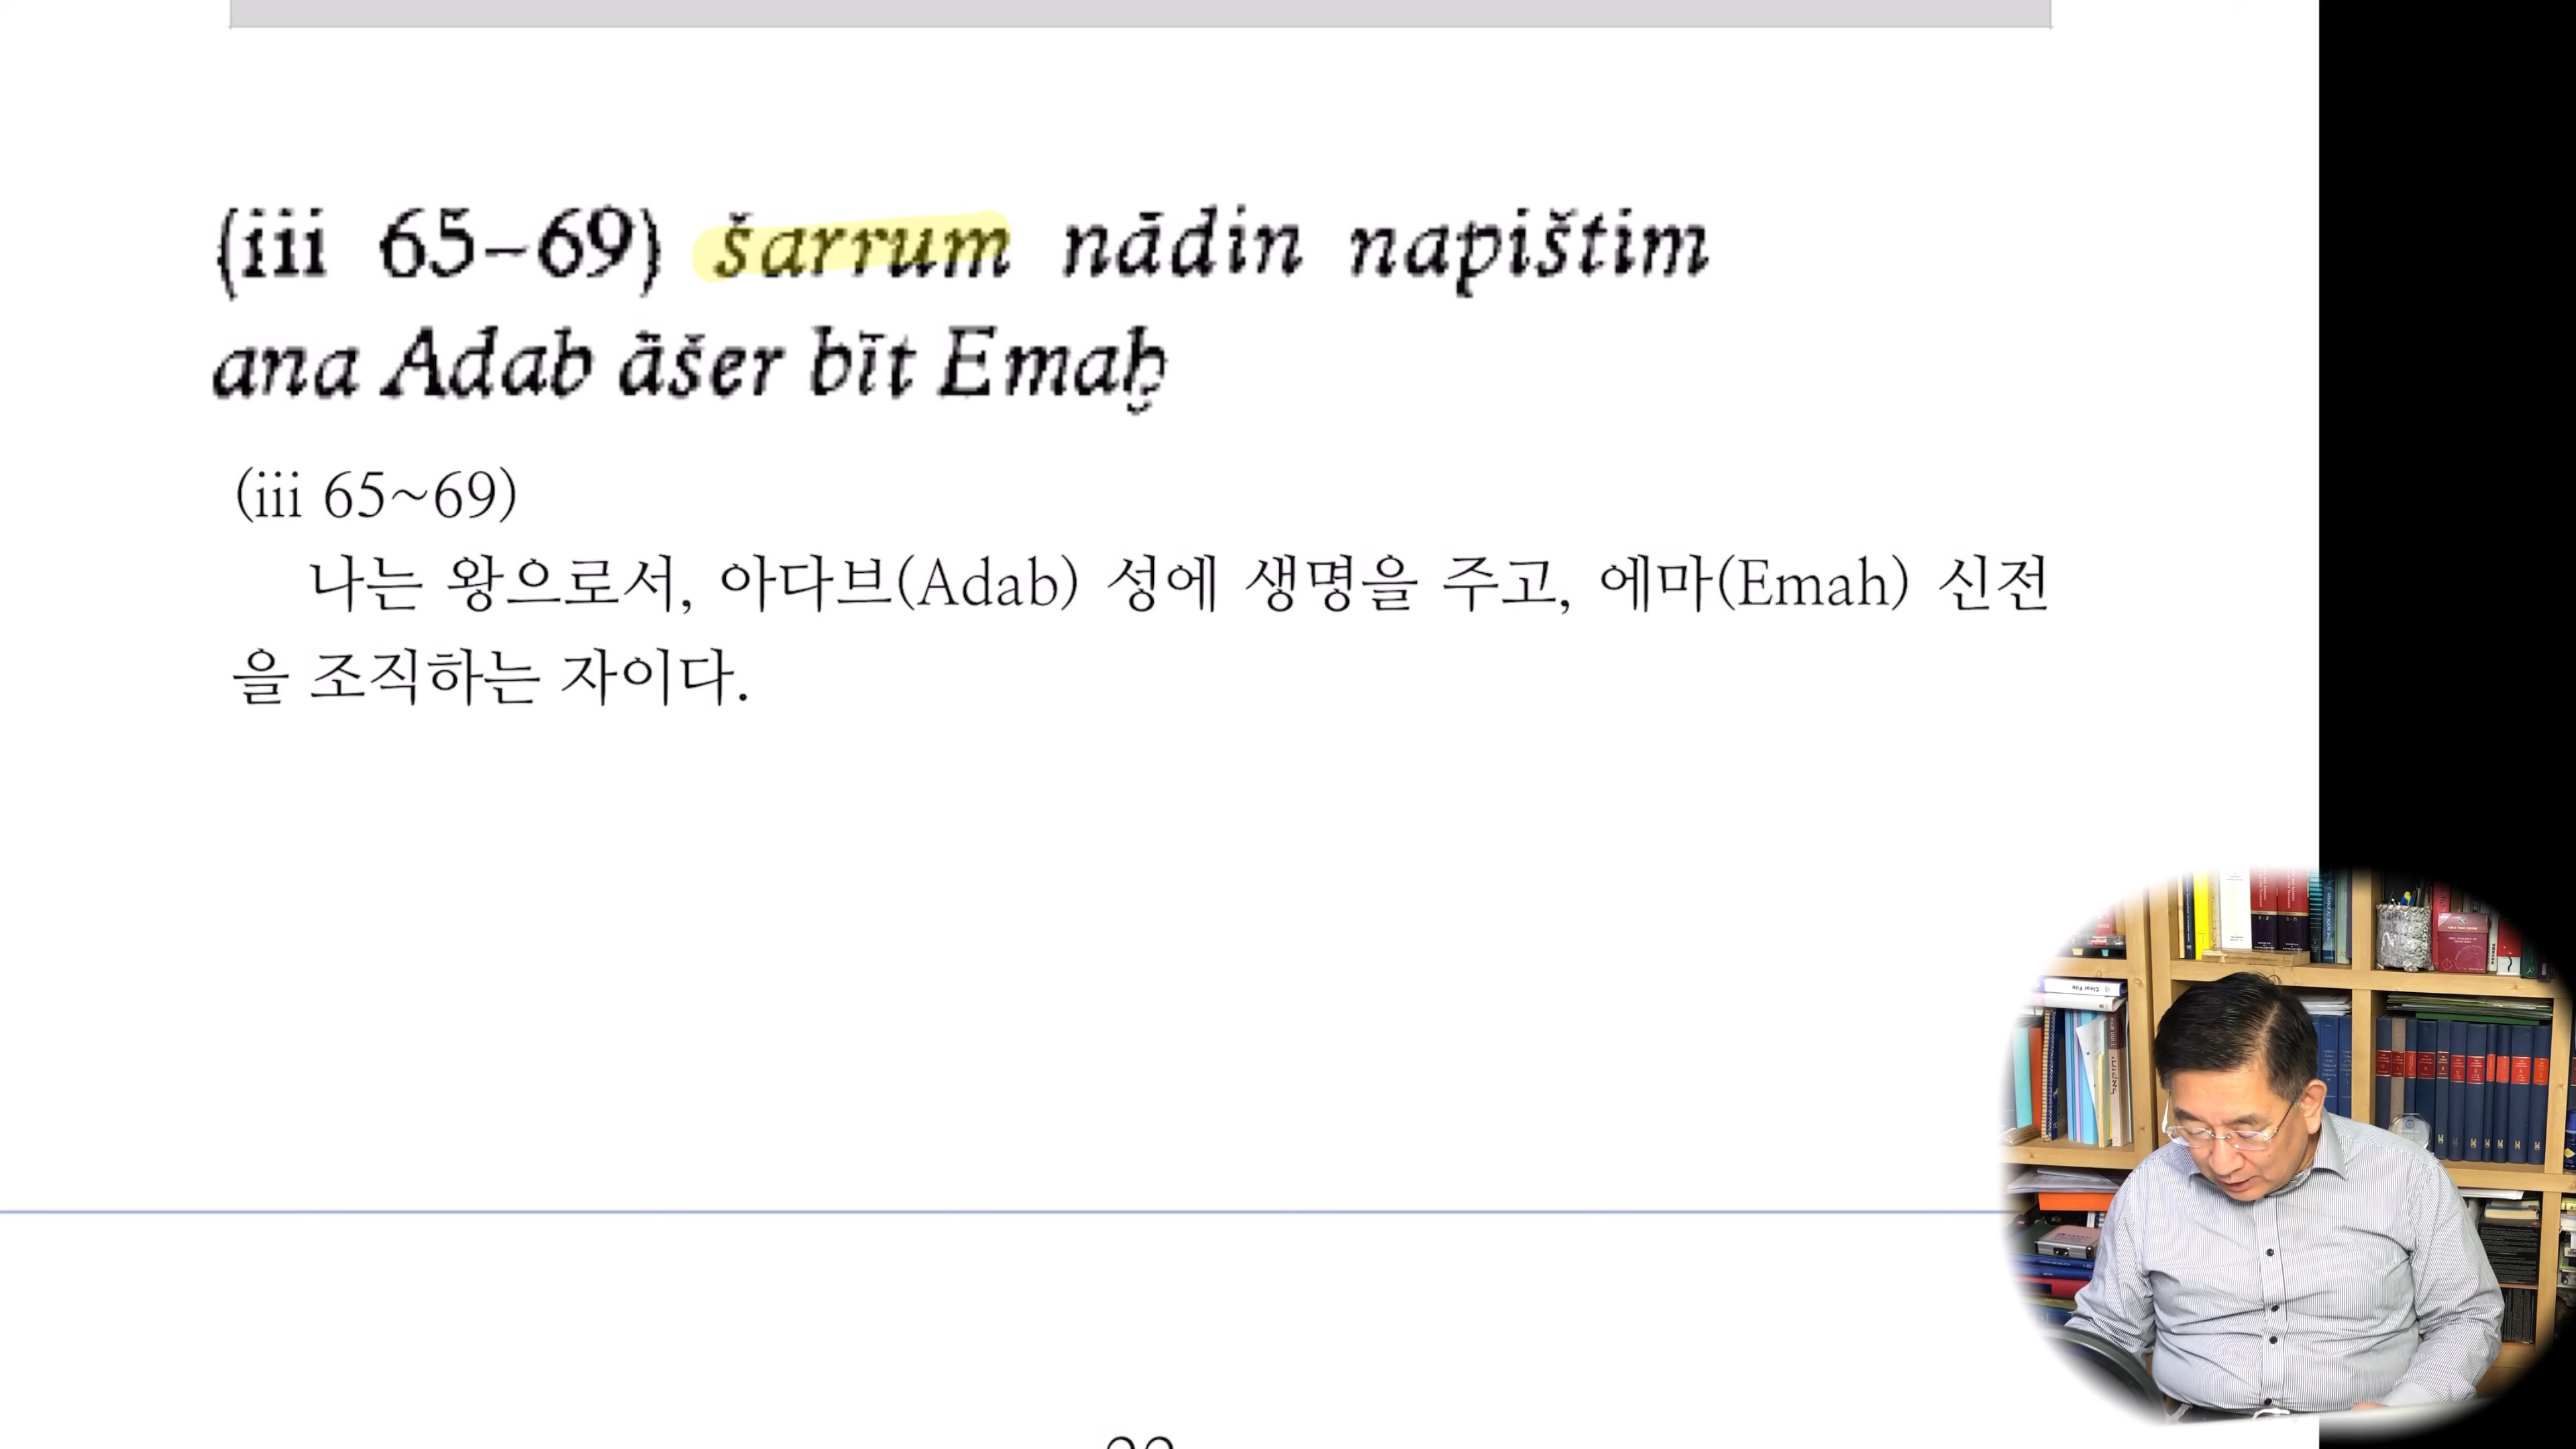 (iii 65–69) šarrum nādin napištim
ana Adab āšer bīt Emaḫ
(iii 65~69)
나는 왕으로서, 아다브(Adab) 성에 생명을 주고, 에마(Emah) 신전
을 조직하는 자이다.
Clear File